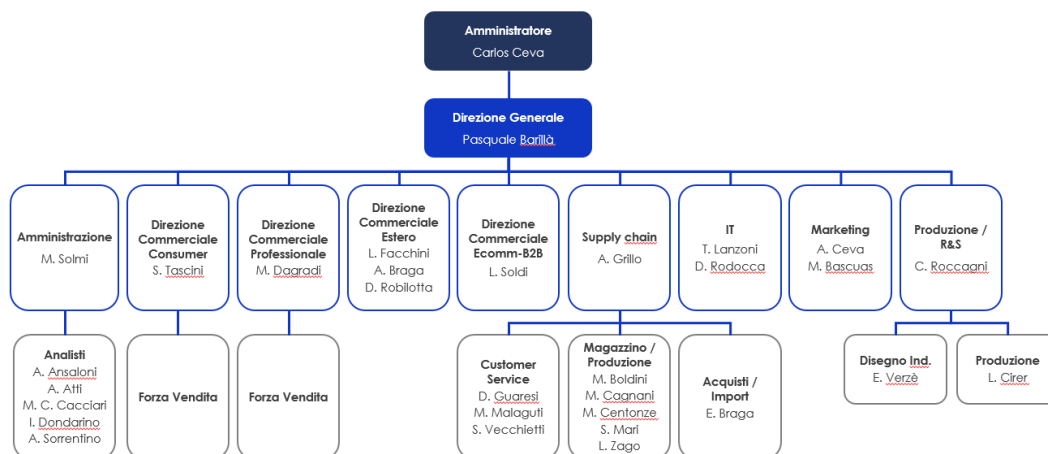 Amministratore
Carlos Ceva
Direzione Generale
Pasquale Barillà
Amministrazione
M. Solmi
Direzione
Commerciale
Consumer
S. Tascini
Direzione
Commerciale
Professionale
M. Dagradi
Direzione
Commerciale
Estero
L. Facchini
A. Braga
D. Robilotta
Direzione
Commerciale
Ecomm-B2B
L. Soldi
Supply chain
A. Grillo
IT
T. Lanzoni
D. Rodocca
Marketing
A. Ceva
M. Bascuas
Produzione /
R&S
C. Roccagni
Analisti
A. Ansaloni
A. Atti
M. C. Cacciari
I. Dondarino
A. Sorrentino
Forza Vendita
Forza Vendita
Customer
Service
D. Guaresi
M. Malaguti
S. Vecchietti
Magazzino /
Produzione
M. Boldini
M. Cagnani
M. Centonze
S. Mari
L. Zago
Acquisti /
Import
E. Braga
Disegno Ind.
E. Verzè
Produzione
L. Cirer